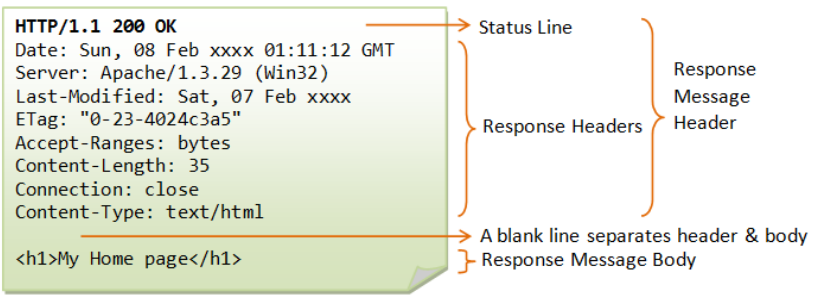 HTTP/1.1 200 OK
Date: Sun, 08 Feb xxxx 01:11:12 GMT
Server: Apache/1.3.29 (Win32)
Last-Modified: Sat, 07 Feb xxxx
ETag: "0-23-4024c3a5"
Accept-Ranges: bytes
Content-Length: 35
Connection: close
Content-Type: text/html
<h1>My Home page</h1>
Status Line
Response Headers
Response
Message
Header
A blank line separates header & body
Response Message Body